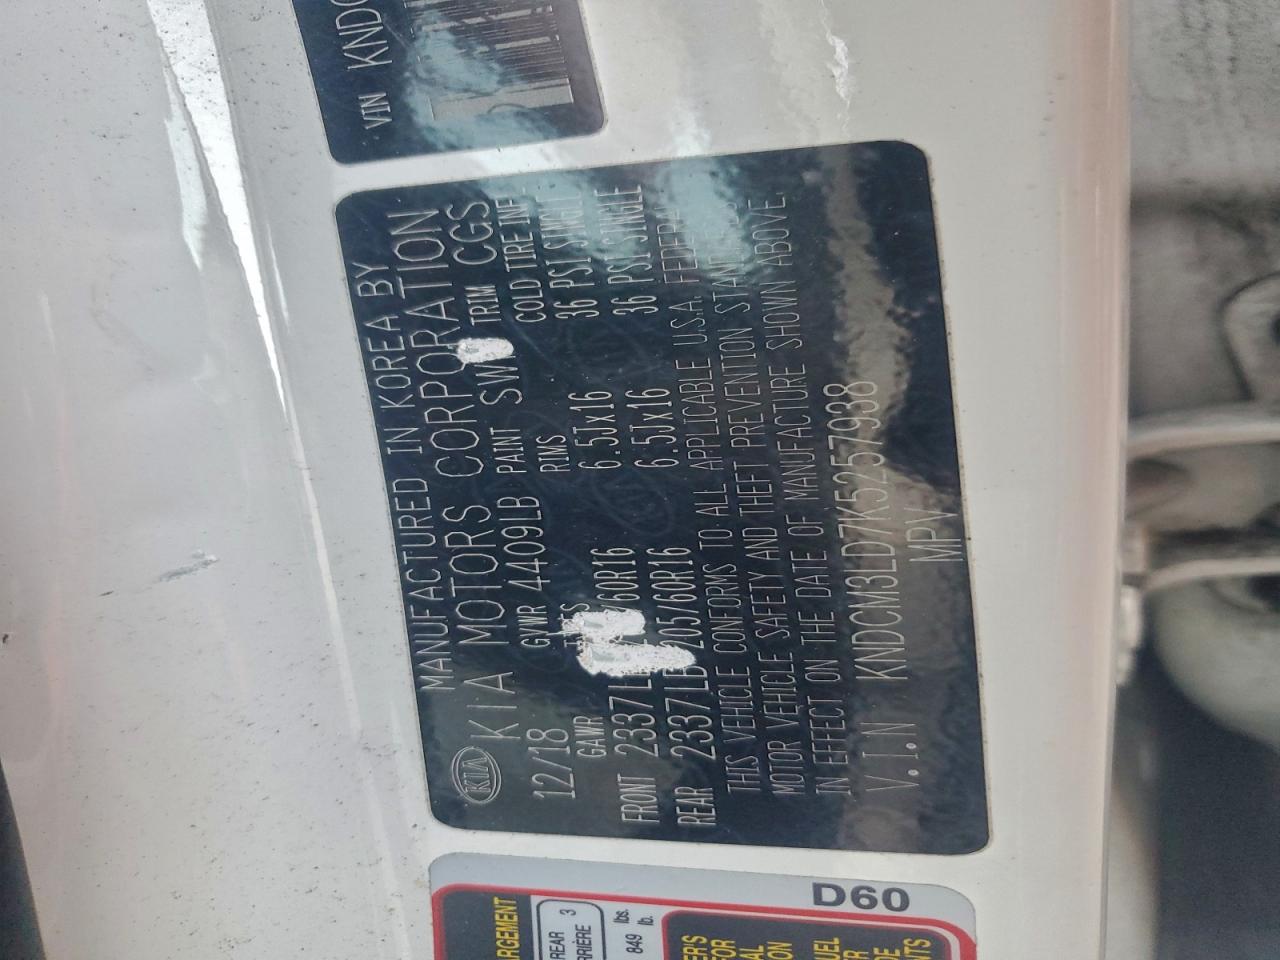 MANUFACTURED IN KOREA BY
KIA KIA MOTORS CORPORATION
12/18 GVWR 4409LB PAINT TRIM CGS
GAWR RIMS COLD TIRE INF.
FRONT 2337 /60R16 6.5Jx16 36 PSI SINGLE
REAR 2337LB 205/60R16 6.5Jx16 36 PSI SINGLE
THIS VEHICLE CONFORMS TO ALL APPLICABLE U.S.A. FEDERAL
MOTOR VEHICLE SAFETY AND THEFT PREVENTION
IN EFFECT ON THE DATE OF MANUFACTURE SHOWN ABOVE.
V.I.N KNDCM3LD7K5257938
MPV
VIN KNDC
D60
REAR 3
849 lbs.
lb.